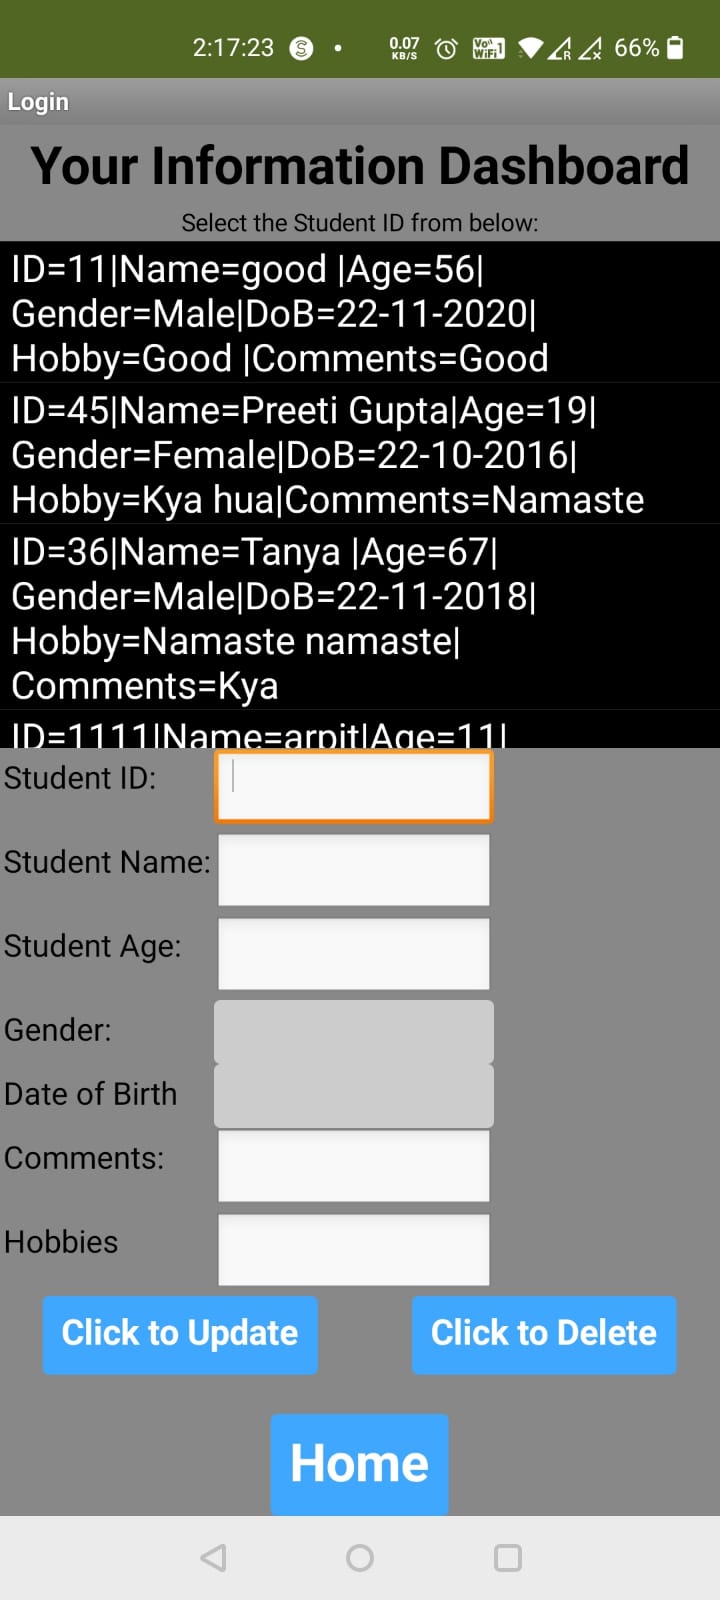 2:17:23 S • 0.07 KB/S Vo WiFi 1 R x 66%
Login
Your Information Dashboard
Select the Student ID from below:
ID=11|Name=good |Age=56|
Gender=Male|DoB=22-11-2020|
Hobby=Good |Comments=Good
ID=45|Name=Preeti Gupta|Age=19|
Gender=Female|DoB=22-10-2016|
Hobby=Kya hua|Comments=Namaste
ID=36|Name=Tanya |Age=67|
Gender=Male|DoB=22-11-2018|
Hobby=Namaste namaste|
Comments=Kya
ID=1111|Name=arpit|Age=11|
Student ID:
Student Name:
Student Age:
Gender:
Date of Birth
Comments:
Hobbies
Click to Update Click to Delete
Home